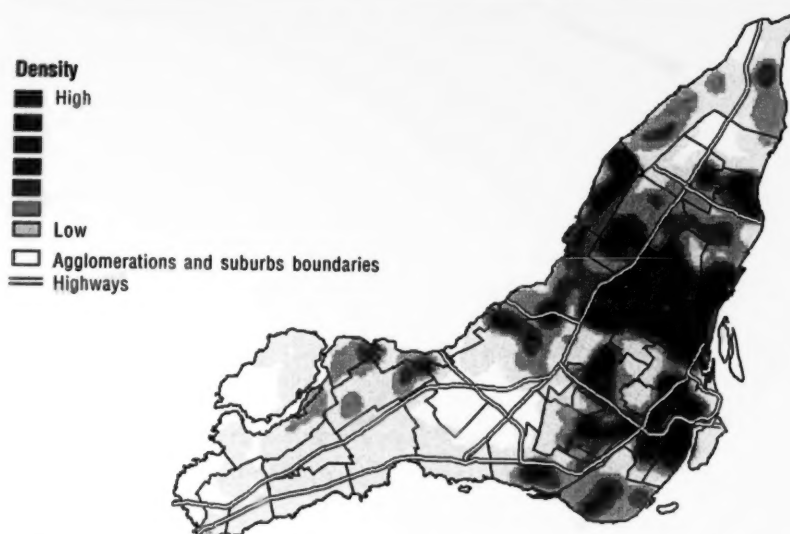 Density
High
Low
Agglomerations and suburbs boundaries
Highways